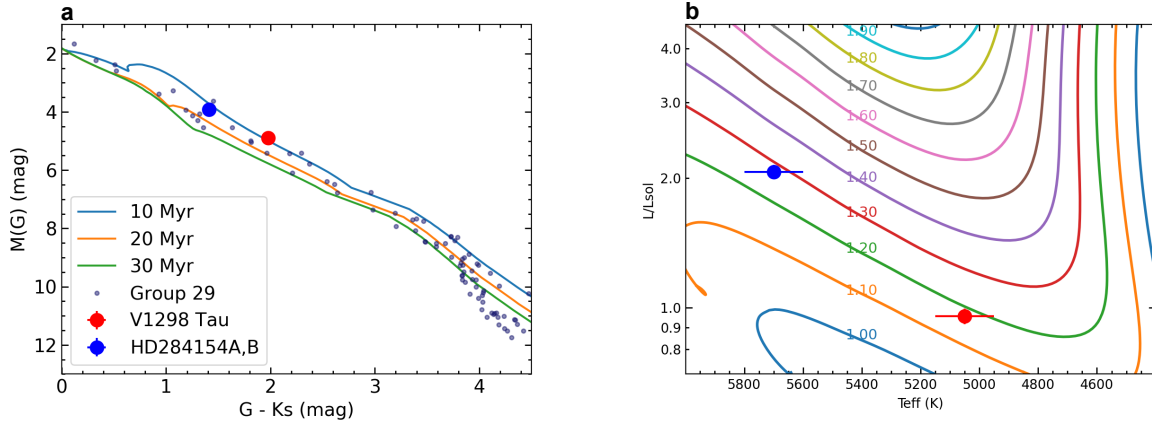 a
2
4
6
8
10
12
M(G) (mag)
10 Myr
20 Myr
30 Myr
Group 29
V1298 Tau
HD284154A,B
0
1
2
3
4
G - Ks (mag)
b
4.0
3.0
2.0
1.0
0.9
0.8
L/Lsol
1.90
1.80
1.70
1.60
1.50
1.40
1.30
1.20
1.10
1.00
5800
5600
5400
5200
5000
4800
4600
Teff (K)